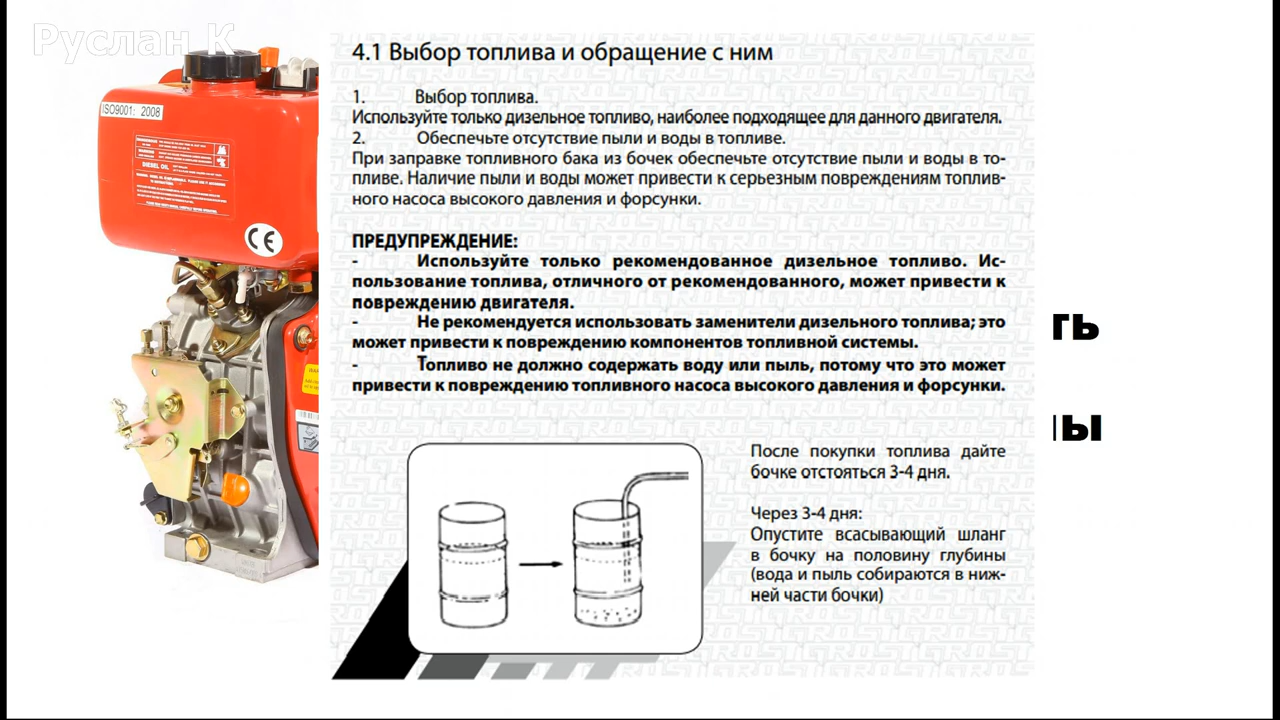 Руслан К
ISO9001: 2008
DIESEL OIL
CE
4.1 Выбор топлива и обращение с ним
1. Выбор топлива.
Используйте только дизельное топливо, наиболее подходящее для данного двигателя.
2. Обеспечьте отсутствие пыли и воды в топливе.
При заправке топливного бака из бочек обеспечьте отсутствие пыли и воды в то-
пливе. Наличие пыли и воды может привести к серьезным повреждениям топлив-
ного насоса высокого давления и форсунки.
ПРЕДУПРЕЖДЕНИЕ:
- Используйте только рекомендованное дизельное топливо. Ис-
пользование топлива, отличного от рекомендованного, может привести к
повреждению двигателя.
- Не рекомендуется использовать заменители дизельного топлива; это
может привести к повреждению компонентов топливной системы.
- Топливо не должно содержать воду или пыль, потому что это может
привести к повреждению топливного насоса высокого давления и форсунки.
После покупки топлива дайте
бочке отстояться 3-4 дня.
Через 3-4 дня:
Опустите всасывающий шланг
в бочку на половину глубины
(вода и пыль собираются в ниж-
ней части бочки)
ть
ны